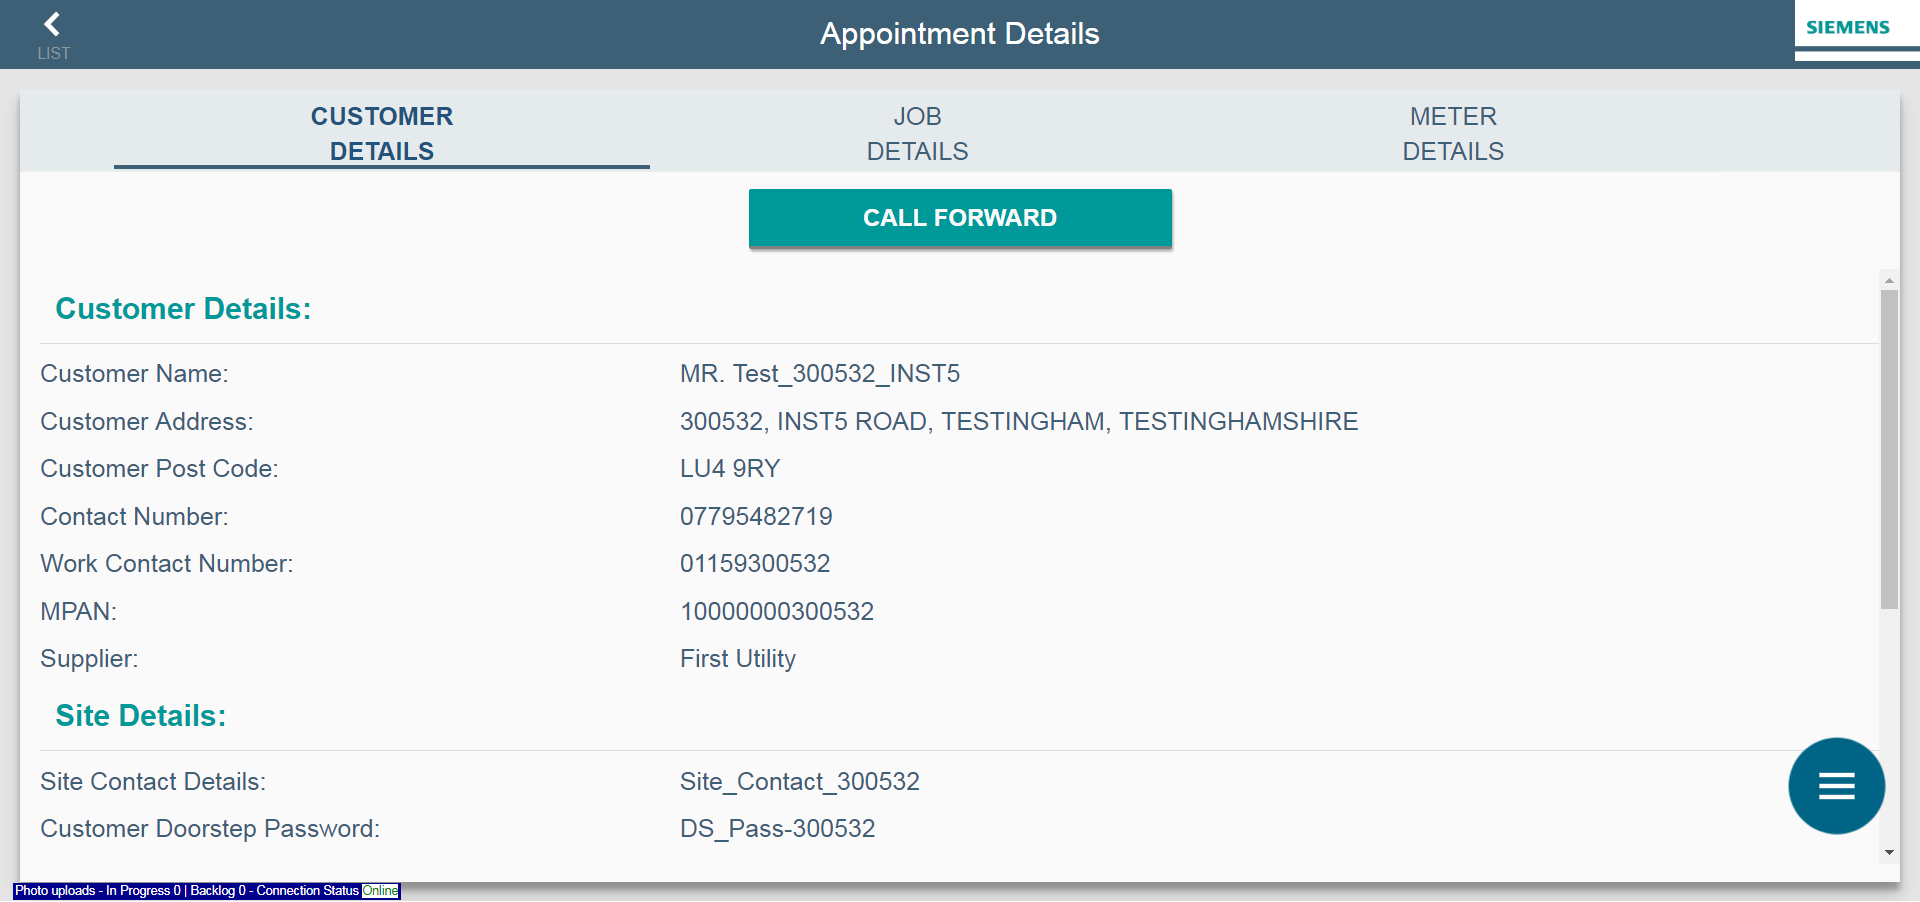 LIST
Appointment Details
SIEMENS
CUSTOMER
DETAILS
JOB
DETAILS
METER
DETAILS
CALL FORWARD
Customer Details:
Customer Name: MR. Test_300532_INST5
Customer Address: 300532, INST5 ROAD, TESTINGHAM, TESTINGHAMSHIRE
Customer Post Code: LU4 9RY
Contact Number: 07795482719
Work Contact Number: 01159300532
MPAN: 10000000300532
Supplier: First Utility
Site Details:
Site Contact Details: Site_Contact_300532
Customer Doorstep Password: DS_Pass-300532
Photo uploads - In Progress 0 | Backlog 0 - Connection Status Online